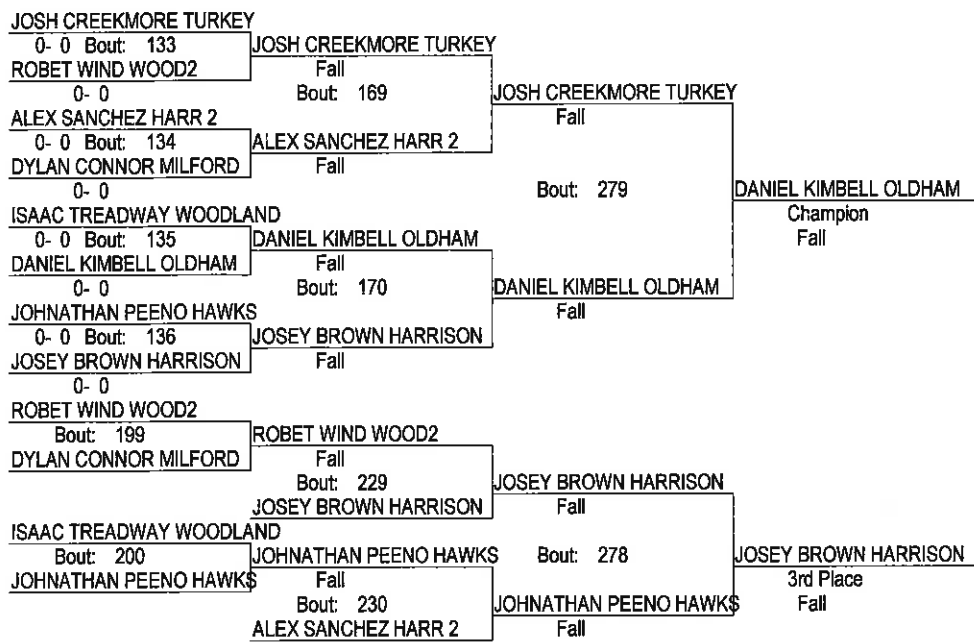 JOSH CREEKMORE TURKEY
0- 0 Bout: 133
ROBET WIND WOOD2
0- 0
ALEX SANCHEZ HARR 2
0- 0 Bout: 134
DYLAN CONNOR MILFORD
0- 0
ISAAC TREADWAY WOODLAND
0- 0 Bout: 135
DANIEL KIMBELL OLDHAM
0- 0
JOHNATHAN PEENO HAWKS
0- 0 Bout: 136
JOSEY BROWN HARRISON
0- 0
JOSH CREEKMORE TURKEY
Fall
Bout: 169
ALEX SANCHEZ HARR 2
Fall
DANIEL KIMBELL OLDHAM
Fall
Bout: 170
JOSEY BROWN HARRISON
Fall
JOSH CREEKMORE TURKEY
Fall
Bout: 279
DANIEL KIMBELL OLDHAM
Fall
DANIEL KIMBELL OLDHAM
Champion
Fall
ROBET WIND WOOD2
Bout: 199
DYLAN CONNOR MILFORD
ISAAC TREADWAY WOODLAND
Bout: 200
JOHNATHAN PEENO HAWKS
ROBET WIND WOOD2
Fall
Bout: 229
JOSEY BROWN HARRISON
JOHNATHAN PEENO HAWKS
Fall
Bout: 230
ALEX SANCHEZ HARR 2
JOSEY BROWN HARRISON
Fall
Bout: 278
JOHNATHAN PEENO HAWKS
Fall
JOSEY BROWN HARRISON
3rd Place
Fall